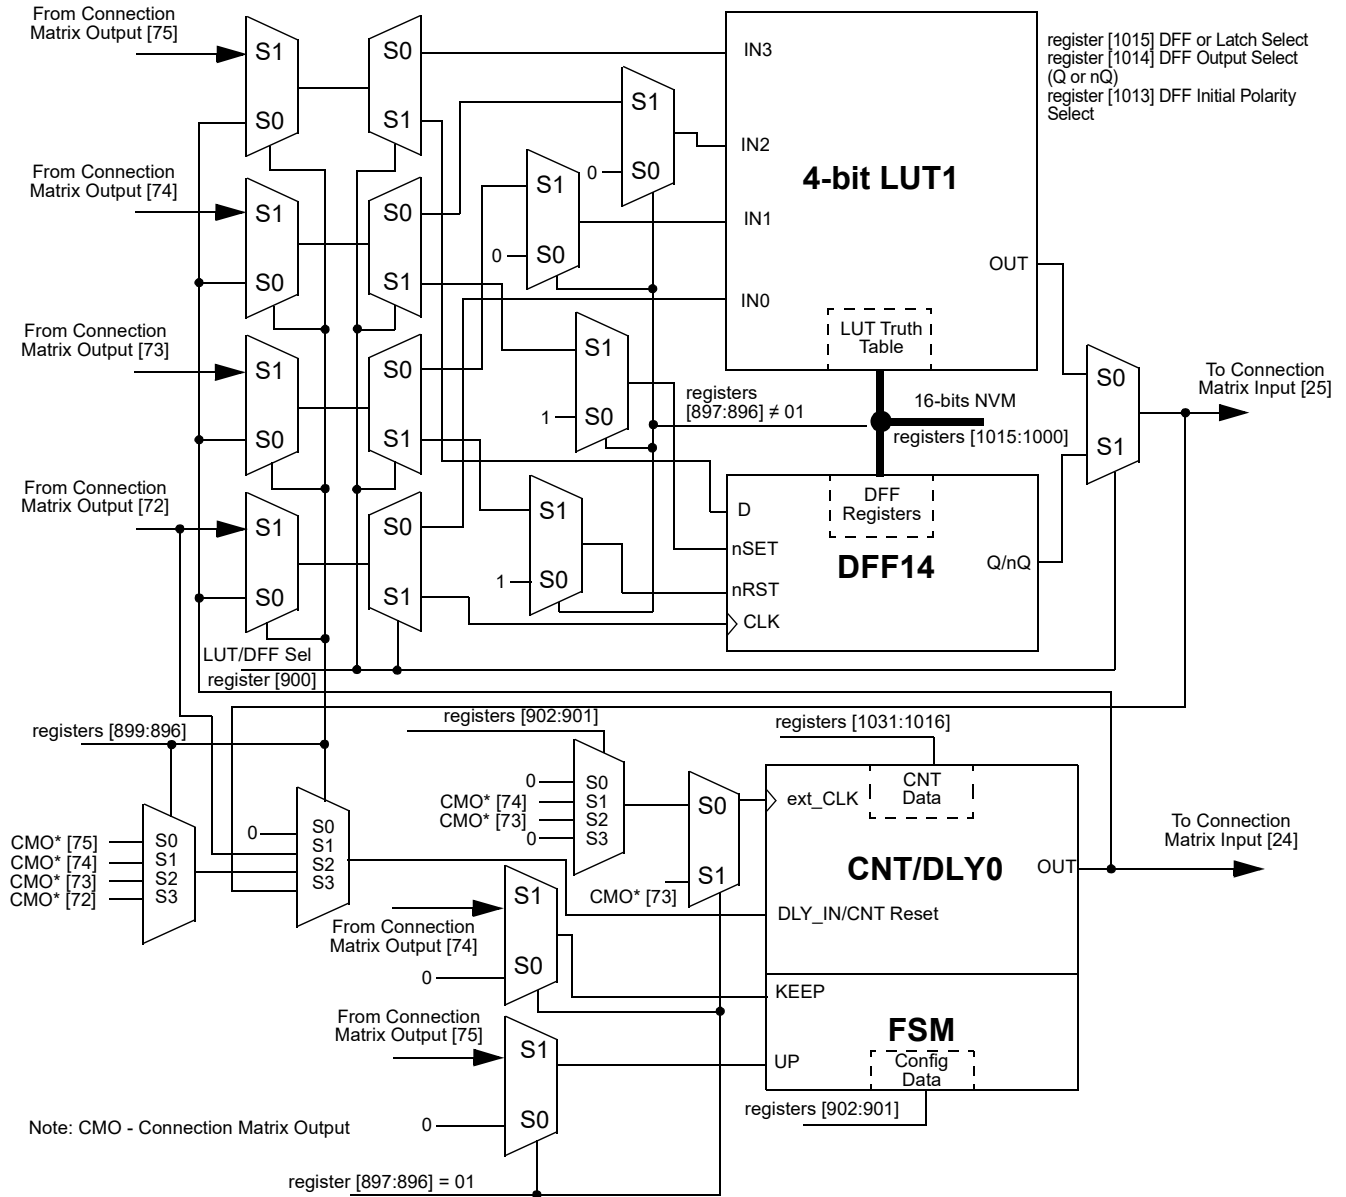 From Connection
Matrix Output [75]
S1
S0
S0
S1
From Connection
Matrix Output [74]
S1
S0
S0
S1
From Connection
Matrix Output [73]
S1
S0
S0
S1
From Connection
Matrix Output [72]
S1
S0
S0
S1
S1
0
S0
S1
0
S0
S1
1
S0
S1
1
S0
IN3
IN2
IN1
IN0
4-bit LUT1
OUT
LUT Truth
Table
register [1015] DFF or Latch Select
register [1014] DFF Output Select
(Q or nQ)
register [1013] DFF Initial Polarity
Select
registers
[897:896] ≠ 01
16-bits NVM
registers [1015:1000]
S0
S1
To Connection
Matrix Input [25]
DFF
Registers
D
nSET
nRST
CLK
DFF14
Q/nQ
LUT/DFF Sel
register [900]
registers [899:896]
registers [902:901]
registers [1031:1016]
CMO* [75]
CMO* [74]
CMO* [73]
CMO* [72]
S0
S1
S2
S3
0
S0
S1
S2
S3
0
CMO* [74]
CMO* [73]
0
S0
S1
S2
S3
S0
S1
CMO* [73]
ext_CLK
CNT
Data
CNT/DLY0
OUT
DLY_IN/CNT Reset
To Connection
Matrix Input [24]
From Connection
Matrix Output [74]
0
S1
S0
KEEP
FSM
UP
Config
Data
From Connection
Matrix Output [75]
0
S1
S0
registers [902:901]
Note: CMO - Connection Matrix Output
register [897:896] = 01